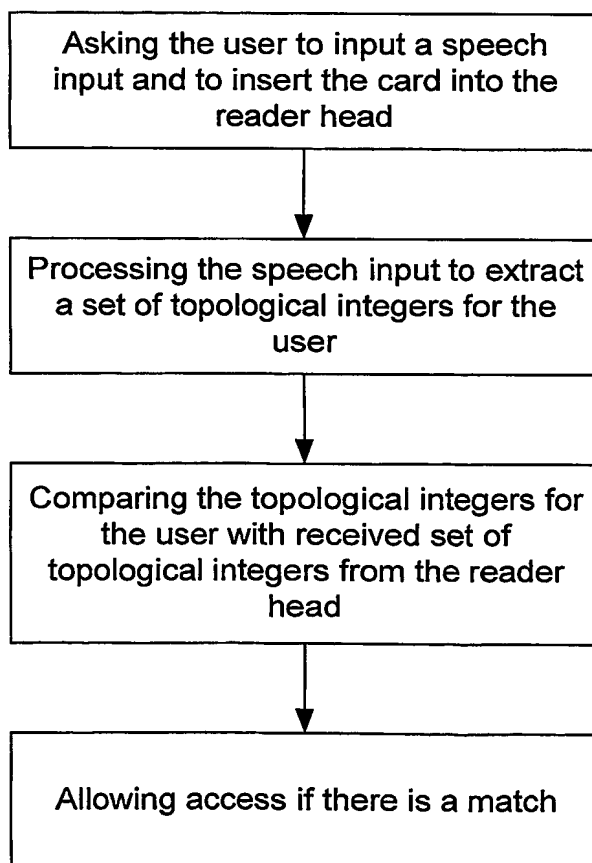 Asking the user to input a speech
input and to insert the card into the
reader head
Processing the speech input to extract
a set of topological integers for the
user
Comparing the topological integers for
the user with received set of
topological integers from the reader
head
Allowing access if there is a match